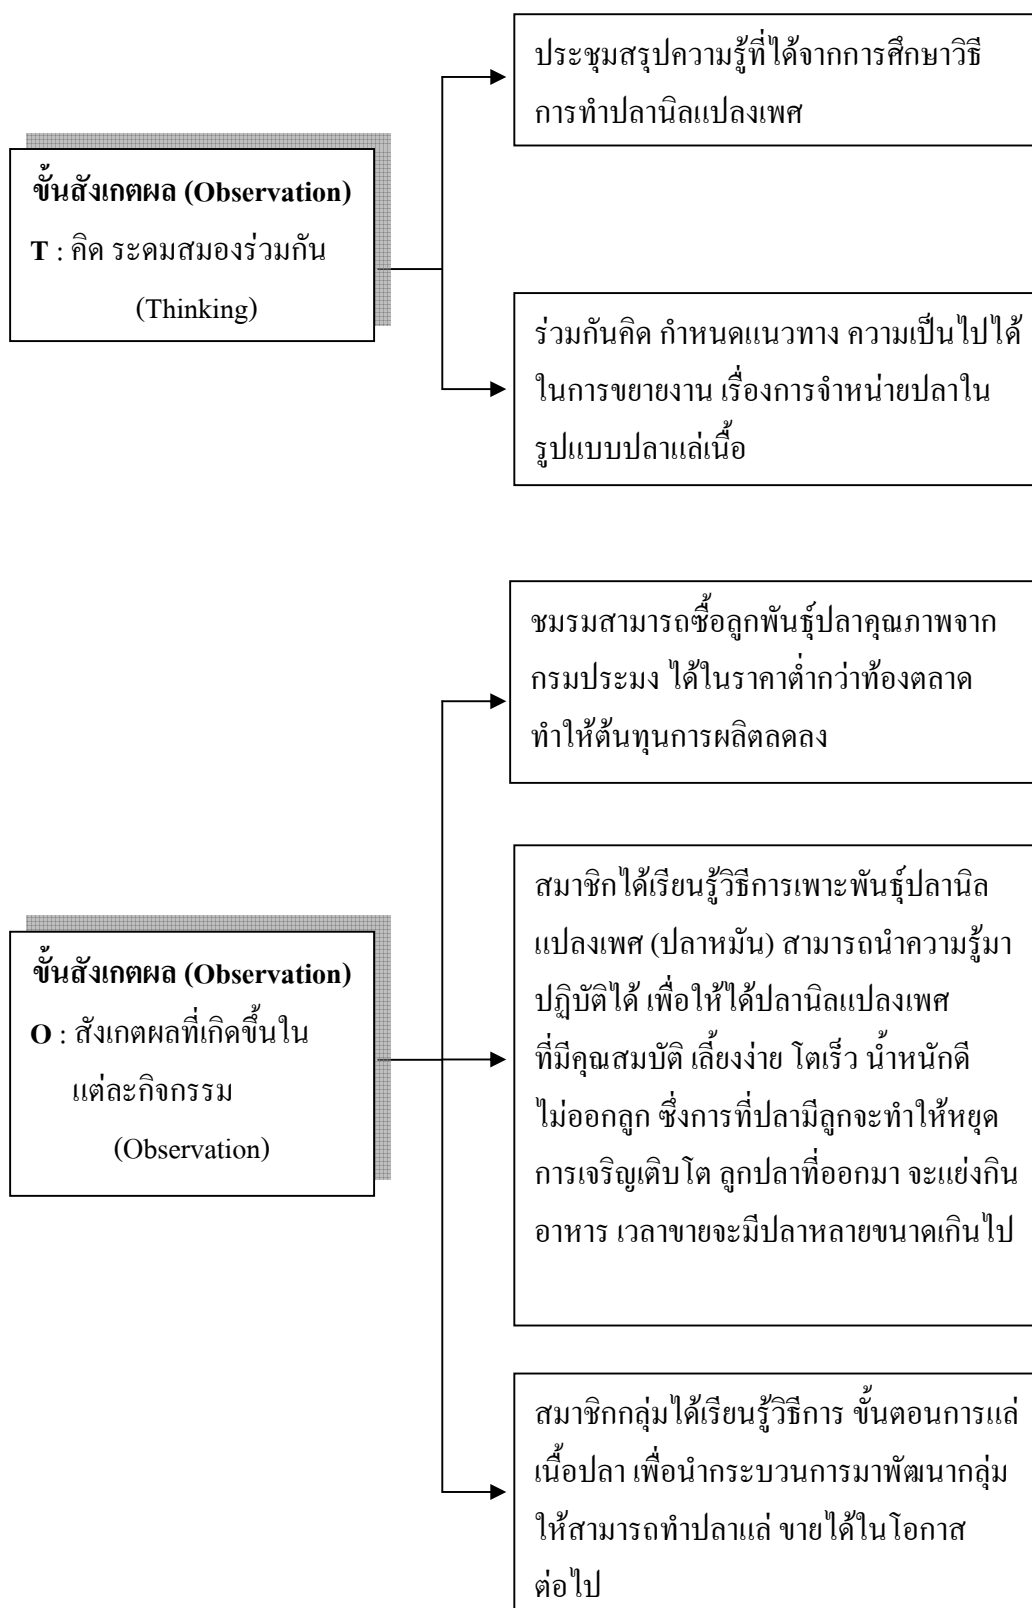 ประชุมสรุปความรู้ที่ได้จากการศึกษาวิธี
การทำปลานิลแปลงเพศ
ขั้นสังเกตผล (Observation)
T : คิด ระดมสมองร่วมกัน
(Thinking)
ร่วมกันคิด กำหนดแนวทาง ความเป็นไปได้
ในการขยายงาน เรื่องการจำหน่ายปลาใน
รูปแบบปลาแล่เนื้อ
ชมรมสามารถซื้อลูกพันธุ์ปลาคุณภาพจาก
กรมประมง ได้ในราคาต่ำกว่าท้องตลาด
ทำให้ต้นทุนการผลิตลดลง
ขั้นสังเกตผล (Observation)
O : สังเกตผลที่เกิดขึ้นใน
แต่ละกิจกรรม
(Observation)
สมาชิกได้เรียนรู้วิธีการเพาะพันธุ์ปลานิล
แปลงเพศ (ปลาหมัน) สามารถนำความรู้มา
ปฏิบัติได้ เพื่อให้ได้ปลานิลแปลงเพศ
ที่มีคุณสมบัติ เลี้ยงง่าย โตเร็ว น้ำหนักดี
ไม่ออกลูก ซึ่งการที่ปลามีลูกจะทำให้หยุด
การเจริญเติบโต ลูกปลาที่ออกมา จะแย่งกิน
อาหาร เวลาขายจะมีปลาหลายขนาดเกินไป
สมาชิกกลุ่มได้เรียนรู้วิธีการ ขั้นตอนการแล่
เนื้อปลา เพื่อนำกระบวนการมาพัฒนากลุ่ม
ให้สามารถทำปลาแล่ ขายได้ในโอกาส
ต่อไป